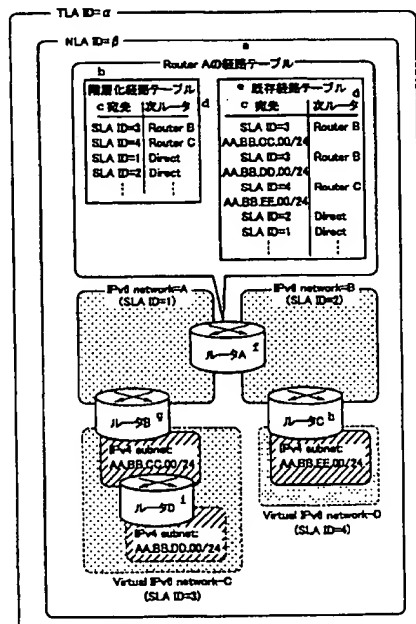 TLA ID=α
NLA ID=β
a
Router Aの経路テーブル
b
階層化経路テーブル
c 宛先 次ルータ
d
SLA ID=3 Router B
SLA ID=4 Router C
SLA ID=1 Direct
SLA ID=2 Direct
e 既存経路テーブル
d
c 宛先 次ルータ
SLA ID=3 Router B
AA.BB.CC.00/24
SLA ID=3 Router B
AA.BB.DD.00/24
SLA ID=4 Router C
AA.BB.EE.00/24
SLA ID=2 Direct
SLA ID=1 Direct
IPv6 network=A
(SLA ID=1)
IPv6 network=B
(SLA ID=2)
ルータA f
ルータB g
IPv4 subnet:
AA.BB.CC.00/24
ルータC h
IPv4 subnet:
AA.BB.EE.00/24
ルータD i
IPv4 subnet:
AA.BB.DD.00/24
Virtual IPv6 network-D
(SLA ID=4)
Virtual IPv6 network-C
(SLA ID=3)